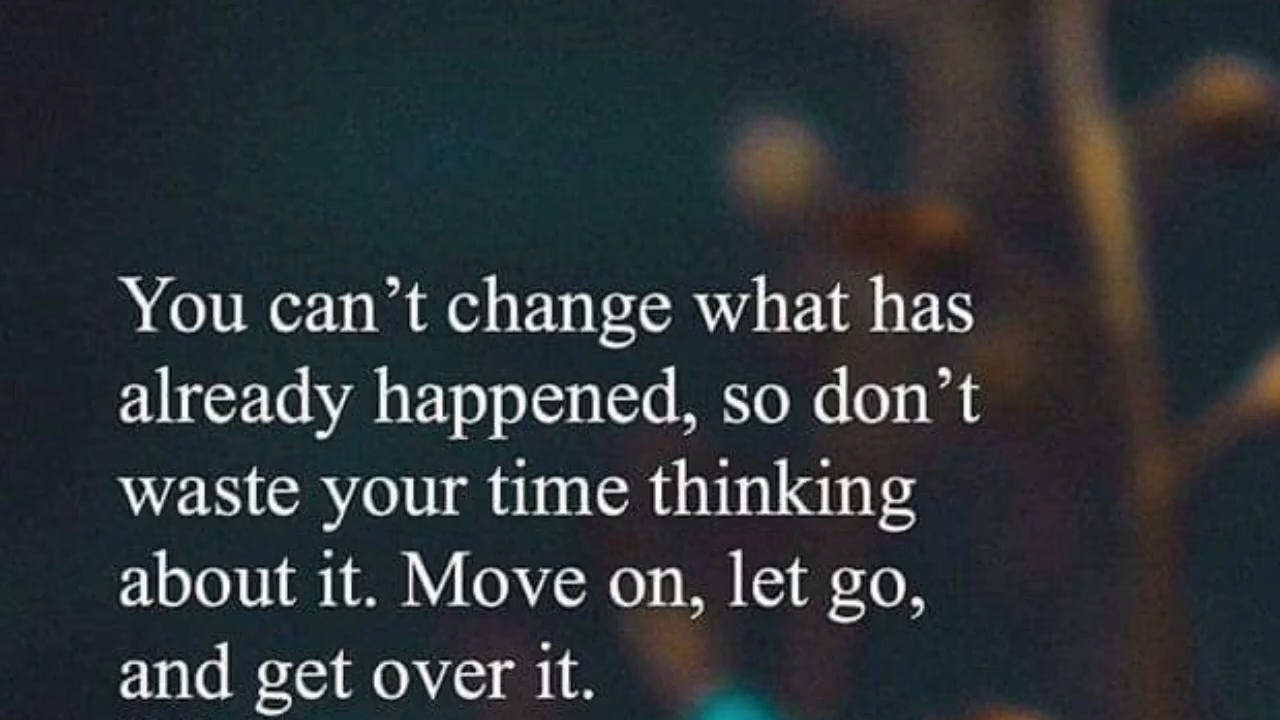 You can’t change what has
already happened, so don’t
waste your time thinking
about it. Move on, let go,
and get over it.